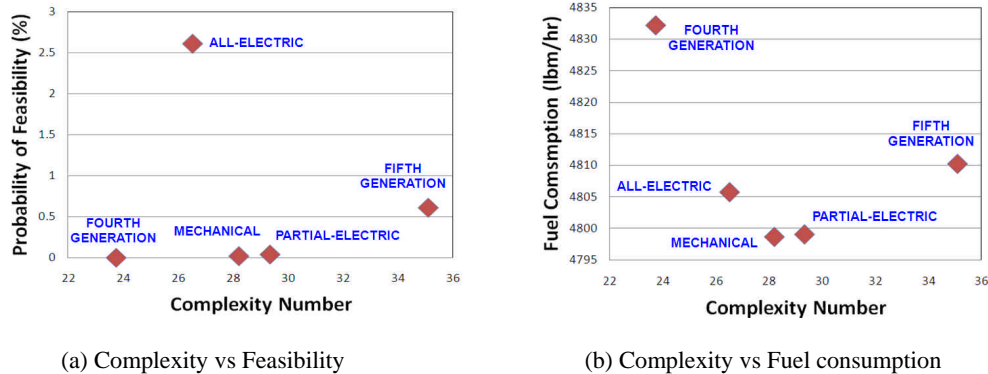 Probability of Feasibility (%)
3
2.5
2
1.5
1
0.5
0
ALL-ELECTRIC
FIFTH
GENERATION
FOURTH
GENERATION
MECHANICAL
PARTIAL-ELECTRIC
22 24 26 28 30 32 34 36
Complexity Number
(a) Complexity vs Feasibility
Fuel Comsmption (lbm/hr)
4835
4830
4825
4820
4815
4810
4805
4800
4795
FOURTH
GENERATION
FIFTH
GENERATION
ALL-ELECTRIC
PARTIAL-ELECTRIC
MECHANICAL
22 24 26 28 30 32 34 36
Complexity Number
(b) Complexity vs Fuel consumption